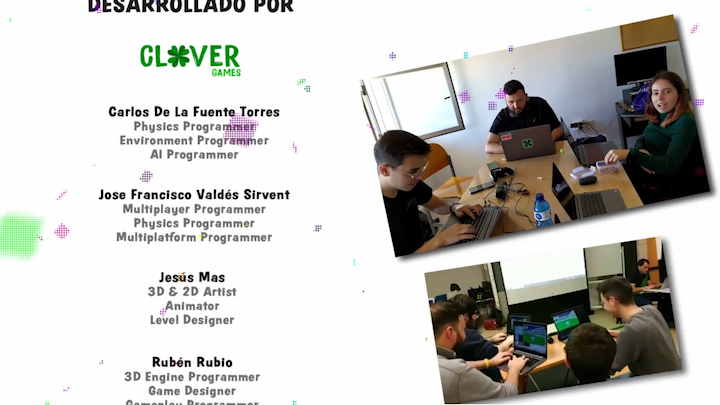 DESARROLLADO POR
CLOVER
GAMES
Carlos De La Fuente Torres
Physics Programmer
Environment Programmer
AI Programmer
Jose Francisco Valdés Sirvent
Multiplayer Programmer
Physics Programmer
Multiplatform Programmer
Jesús Mas
3D & 2D Artist
Animator
Level Designer
Rubén Rubio
3D Engine Programmer
Game Designer
Gameplay Programmer